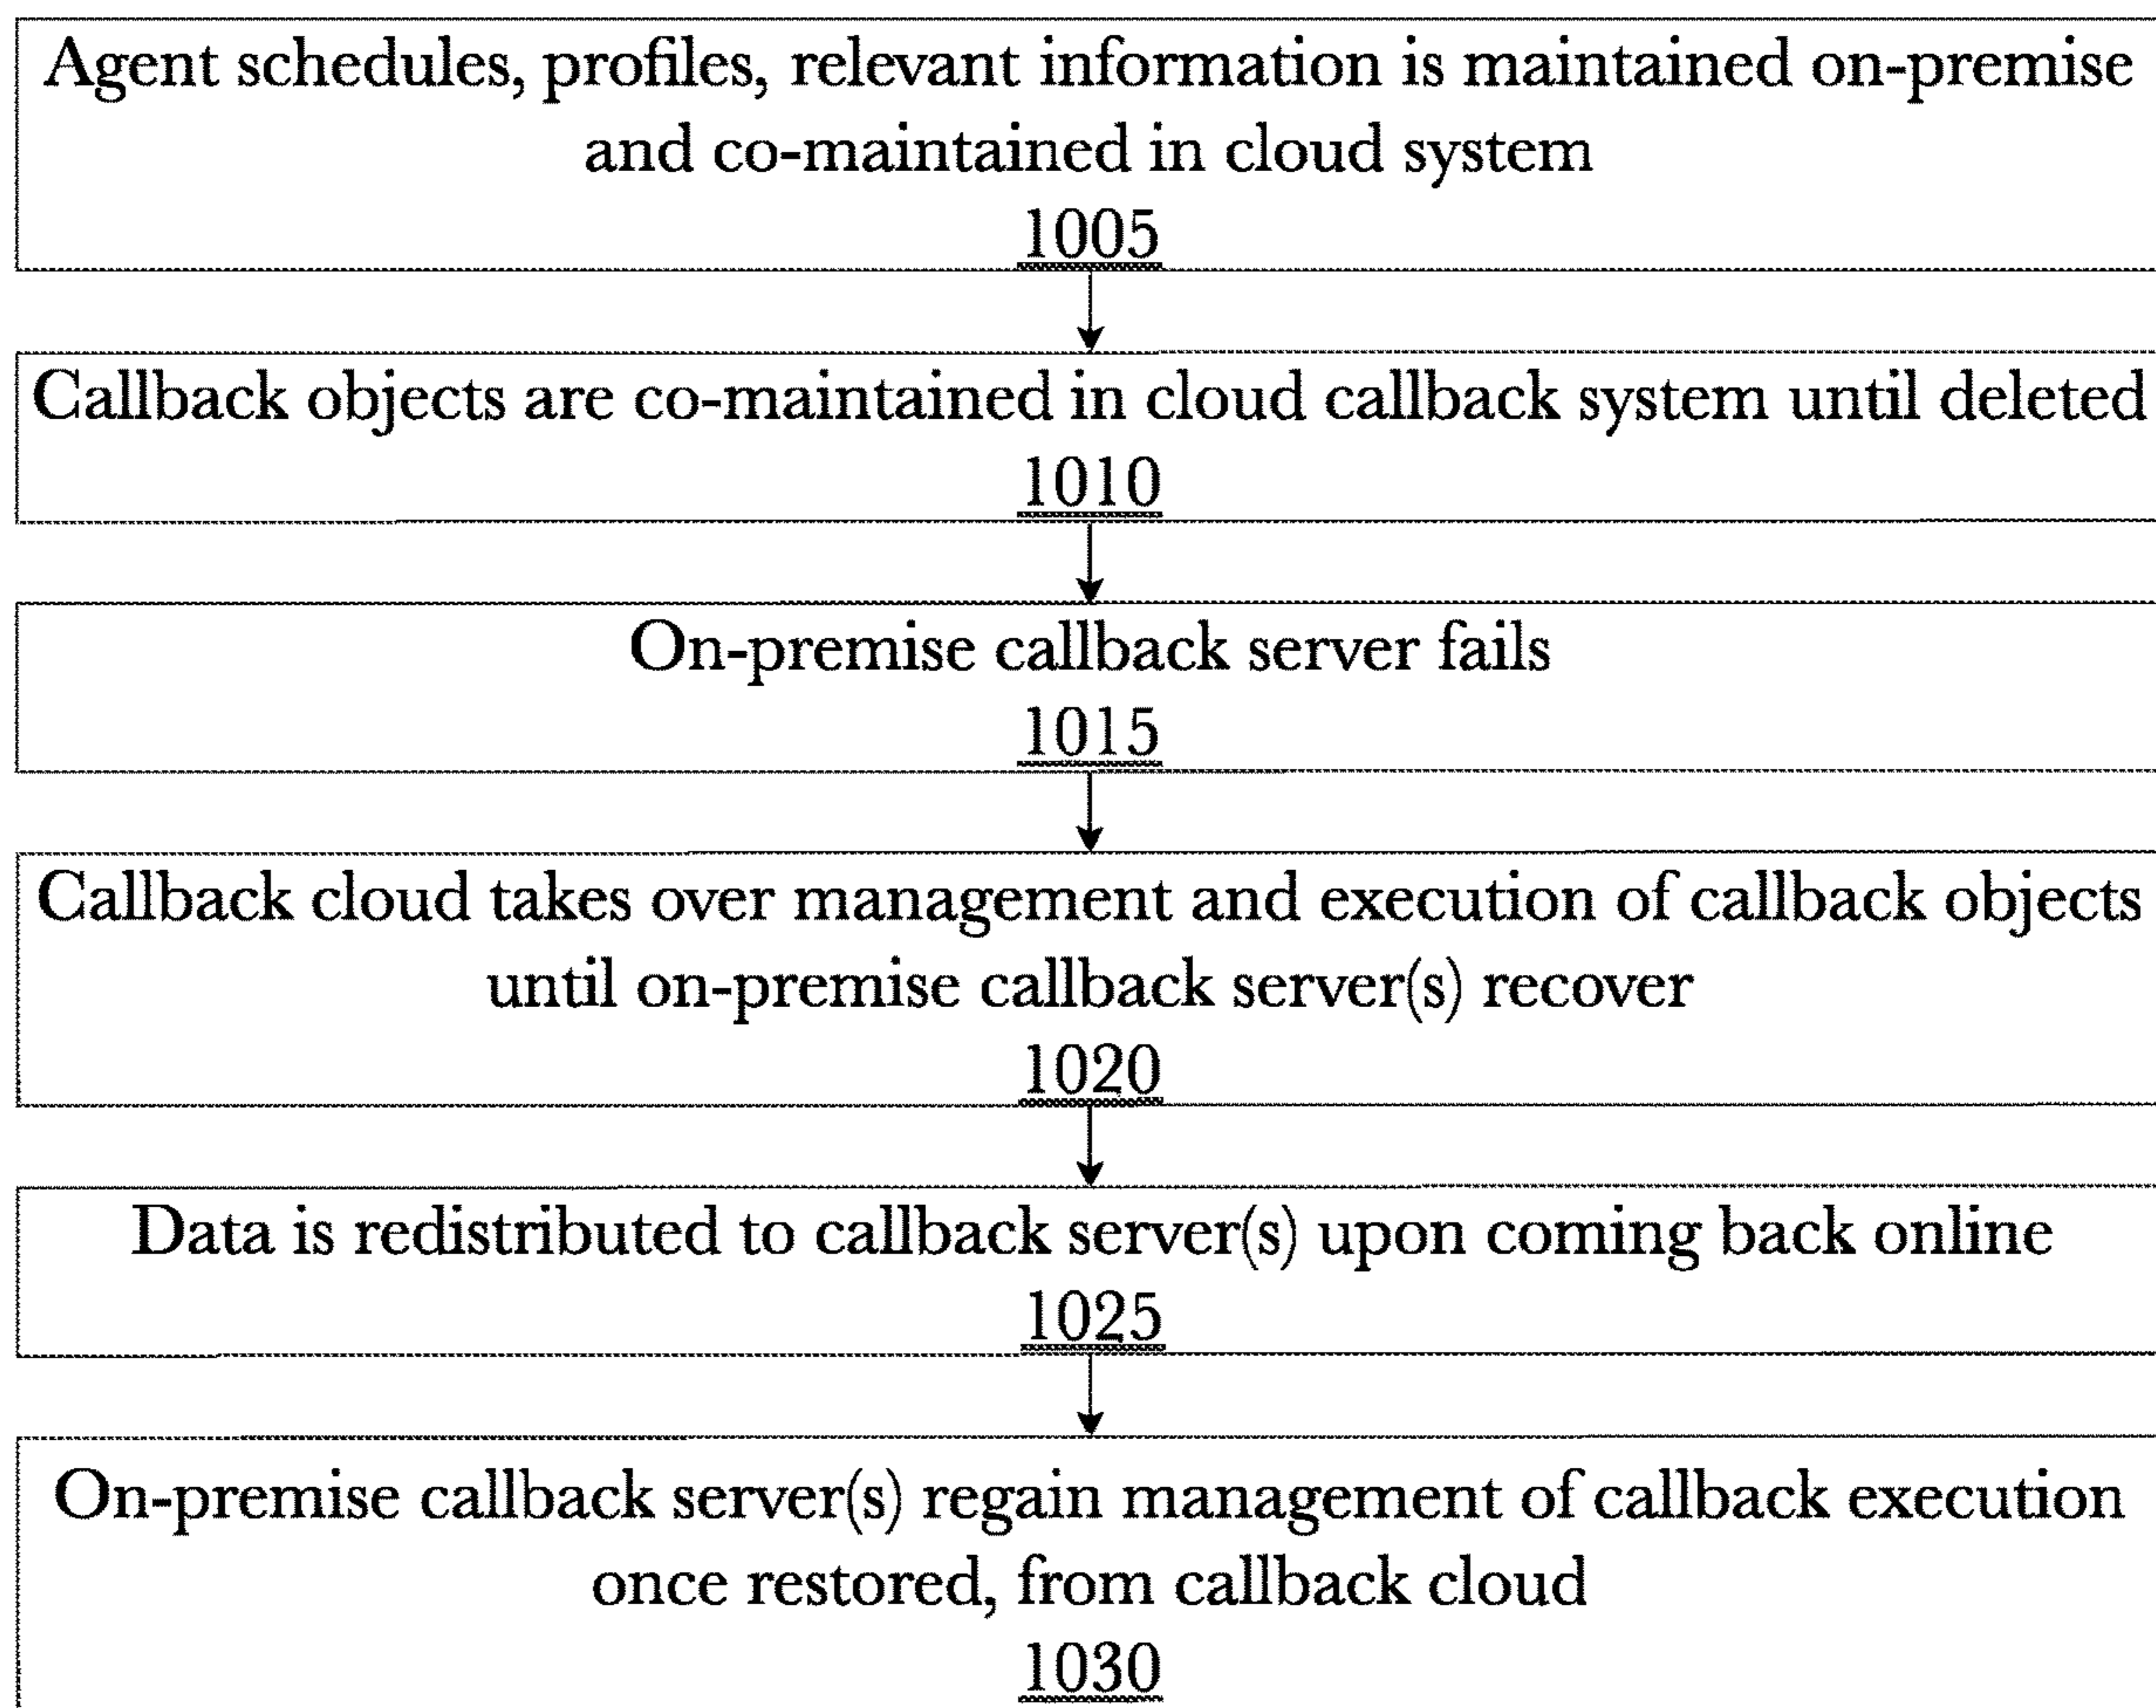 Agent schedules, profiles, relevant information is maintained on-premise
and co-maintained in cloud system
1005
Callback objects are co-maintained in cloud callback system until deleted
1010
On-premise callback server fails
1015
Callback cloud takes over management and execution of callback objects
until on-premise callback server(s) recover
1020
Data is redistributed to callback server(s) upon coming back online
1025
On-premise callback server(s) regain management of callback execution
once restored, from callback cloud
1030